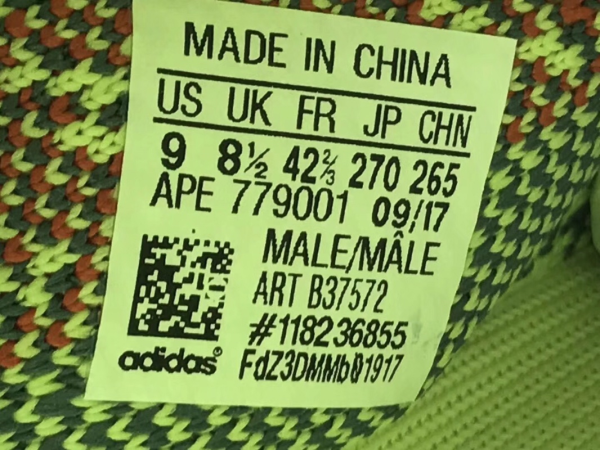 MADE IN CHINA
US UK FR JP CHN
9 8½ 42⅔ 270 265
APE 779001 09/17
MALE/MÂLE
ART B37572
#118236855
adidas® FdZ3DMMb01917